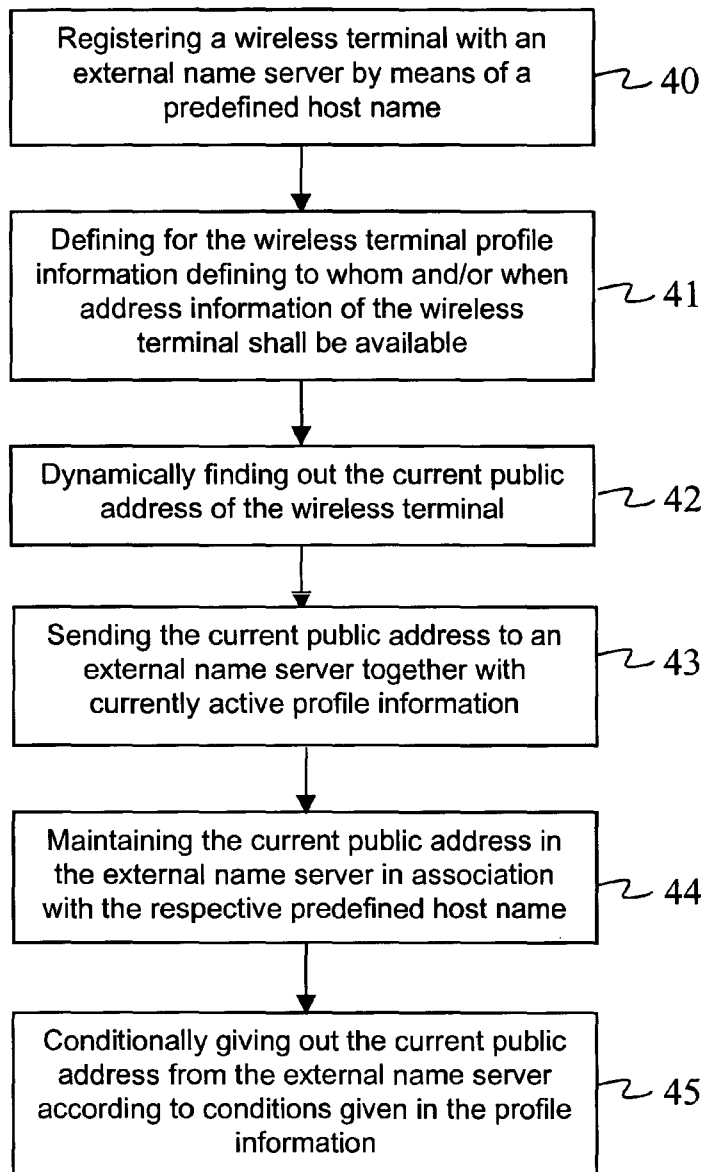 Registering a wireless terminal with an
external name server by means of a
predefined host name
40
Defining for the wireless terminal profile
information defining to whom and/or when
address information of the wireless
terminal shall be available
41
Dynamically finding out the current public
address of the wireless terminal
42
Sending the current public address to an
external name server together with
currently active profile information
43
Maintaining the current public address in
the external name server in association
with the respective predefined host name
44
Conditionally giving out the current public
address from the external name server
according to conditions given in the profile
information
45